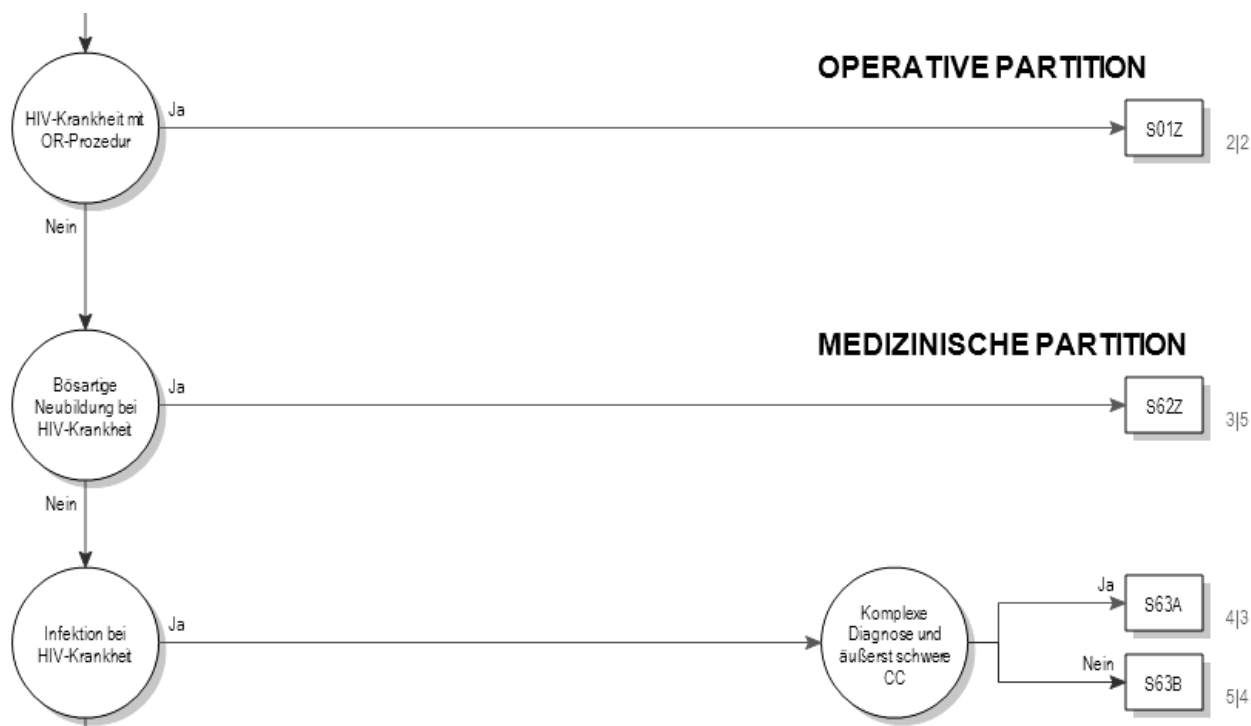 OPERATIVE PARTITION
HIV-Krankheit mit
OR-Prozedur
Ja
S01Z
2|2
Nein
MEDIZINISCHE PARTITION
Bösartige
Neubildung bei
HIV-Krankheit
Ja
S62Z
3|5
Nein
Infektion bei
HIV-Krankheit
Ja
Komplexe
Diagnose und
äußerst schwere
CC
Ja
S63A
4|3
Nein
S63B
5|4